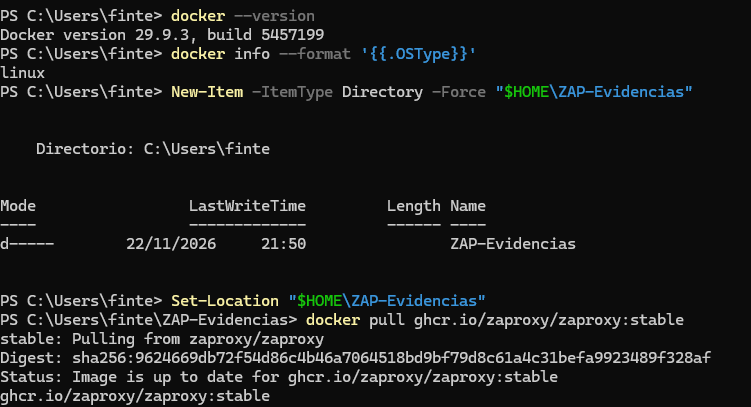 PS C:\Users\finte> docker --version
Docker version 29.9.3, build 5457199
PS C:\Users\finte> docker info --format '{{.OSType}}'
linux
PS C:\Users\finte> New-Item -ItemType Directory -Force "$HOME\ZAP-Evidencias"
Directorio: C:\Users\finte
Mode LastWriteTime Length Name
---- ------------- ------ ----
d----- 22/11/2026 21:50 ZAP-Evidencias
PS C:\Users\finte> Set-Location "$HOME\ZAP-Evidencias"
PS C:\Users\finte\ZAP-Evidencias> docker pull ghcr.io/zaproxy/zaproxy:stable
stable: Pulling from zaproxy/zaproxy
Digest: sha256:9624669db72f54d86c4b46a7064518bd9bf79d8c61a4c31befa9923489f328af
Status: Image is up to date for ghcr.io/zaproxy/zaproxy:stable
ghcr.io/zaproxy/zaproxy:stable